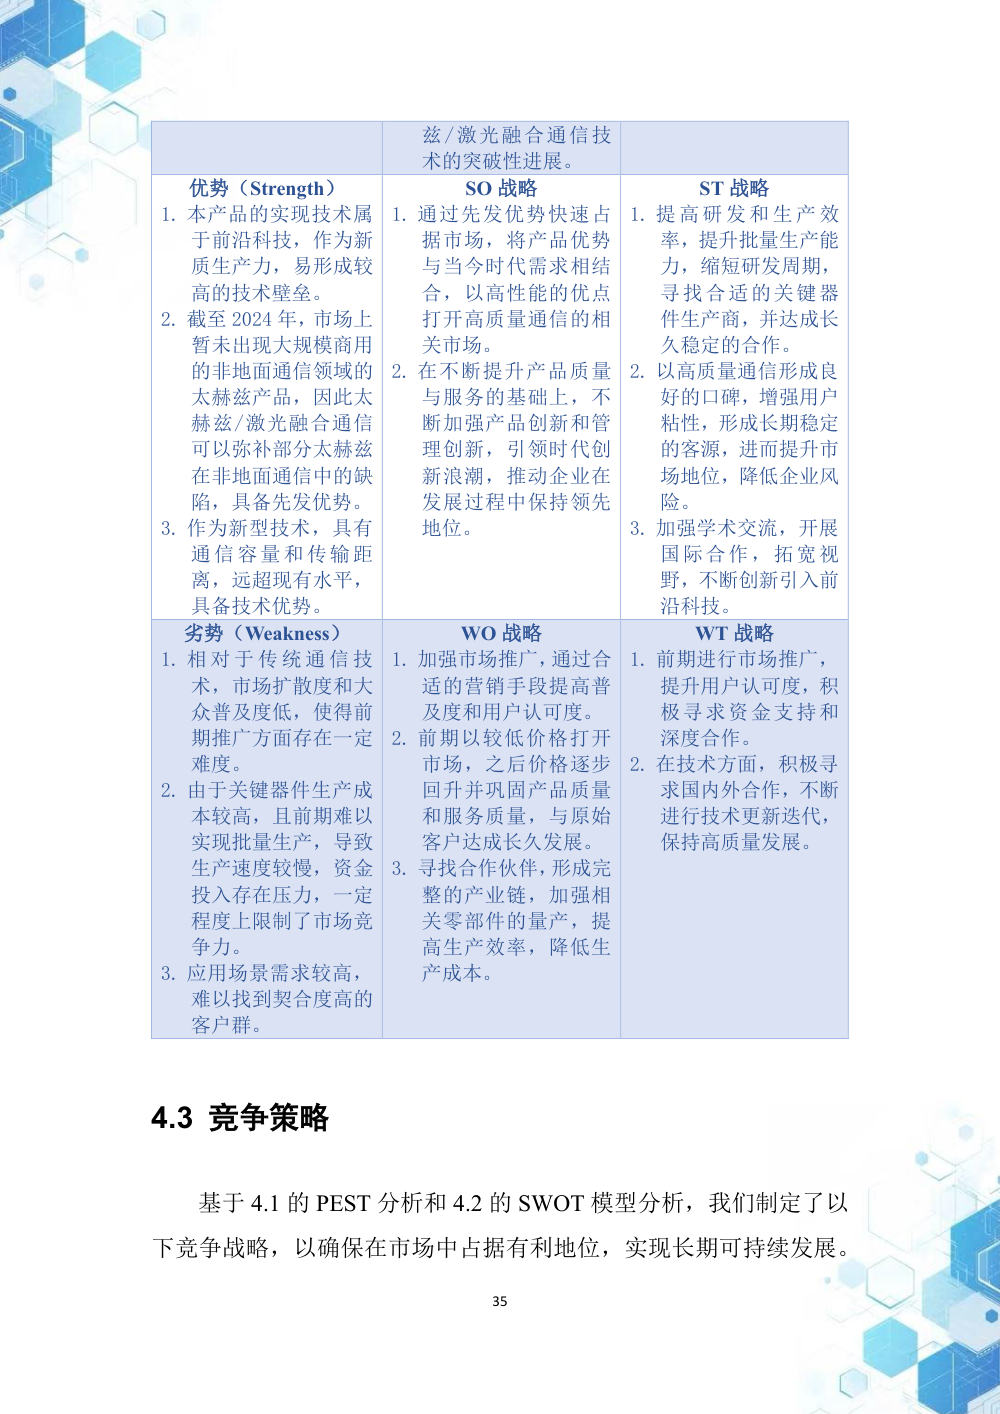 兹/激光融合通信技
术的突破性进展。
优势（Strength）
1. 本产品的实现技术属
于前沿科技，作为新
质生产力，易形成较
高的技术壁垒。
2. 截至 2024 年，市场上
暂未出现大规模商用
的非地面通信领域的
太赫兹产品，因此太
赫兹/激光融合通信
可以弥补部分太赫兹
在非地面通信中的缺
陷，具备先发优势。
3. 作为新型技术，具有
通信容量和传输距
离，远超现有水平，
具备技术优势。
SO 战略
1. 通过先发优势快速占
据市场，将产品优势
与当今时代需求相结
合，以高性能的优点
打开高质量通信的相
关市场。
2. 在不断提升产品质量
与服务的基础上，不
断加强产品创新和管
理创新，引领时代创
新浪潮，推动企业在
发展过程中保持领先
地位。
ST 战略
1. 提高研发和生产效
率，提升批量生产能
力，缩短研发周期，
寻找合适的关键器
件生产商，并达成长
久稳定的合作。
2. 以高质量通信形成良
好的口碑，增强用户
粘性，形成长期稳定
的客源，进而提升市
场地位，降低企业风
险。
3. 加强学术交流，开展
国际合作，拓宽视
野，不断创新引入前
沿科技。
劣势（Weakness）
1. 相对于传统通信技
术，市场扩散度和大
众普及度低，使得前
期推广方面存在一定
难度。
2. 由于关键器件生产成
本较高，且前期难以
实现批量生产，导致
生产速度较慢，资金
投入存在压力，一定
程度上限制了市场竞
争力。
3. 应用场景需求较高，
难以找到契合度高的
客户群。
WO 战略
1. 加强市场推广，通过合
适的营销手段提高普
及度和用户认可度。
2. 前期以较低价格打开
市场，之后价格逐步
回升并巩固产品质量
和服务质量，与原始
客户达成长久发展。
3. 寻找合作伙伴，形成完
整的产业链，加强相
关零部件的量产，提
高生产效率，降低生
产成本。
WT 战略
1. 前期进行市场推广，
提升用户认可度，积
极寻求资金支持和
深度合作。
2. 在技术方面，积极寻
求国内外合作，不断
进行技术更新迭代，
保持高质量发展。
4.3 竞争策略
基于 4.1 的 PEST 分析和 4.2 的 SWOT 模型分析，我们制定了以
下竞争战略，以确保在市场中占据有利地位，实现长期可持续发展。
35